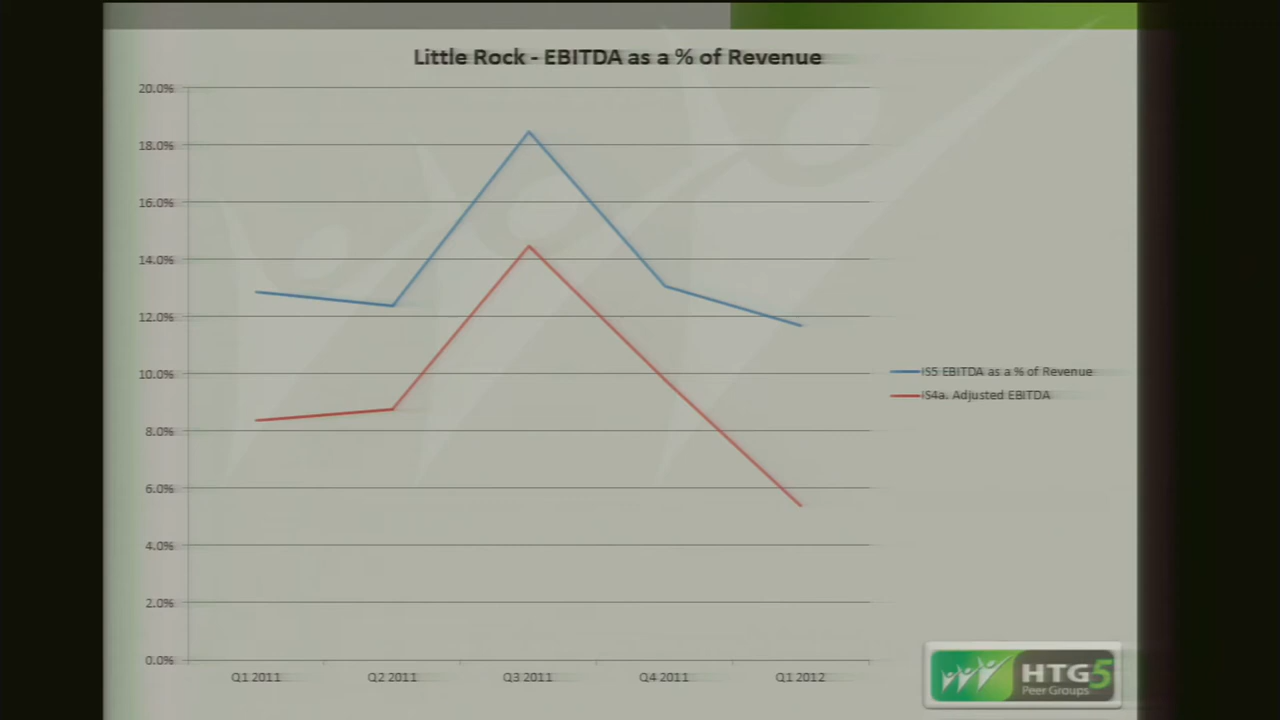 Little Rock - EBITDA as a % of Revenue
20.0%
18.0%
16.0%
14.0%
12.0%
10.0%
8.0%
6.0%
4.0%
2.0%
0.0%
Q1 2011 Q2 2011 Q3 2011 Q4 2011 Q1 2012
IS5 EBITDA as a % of Revenue
IS4a. Adjusted EBITDA
HTG5
Peer Groups